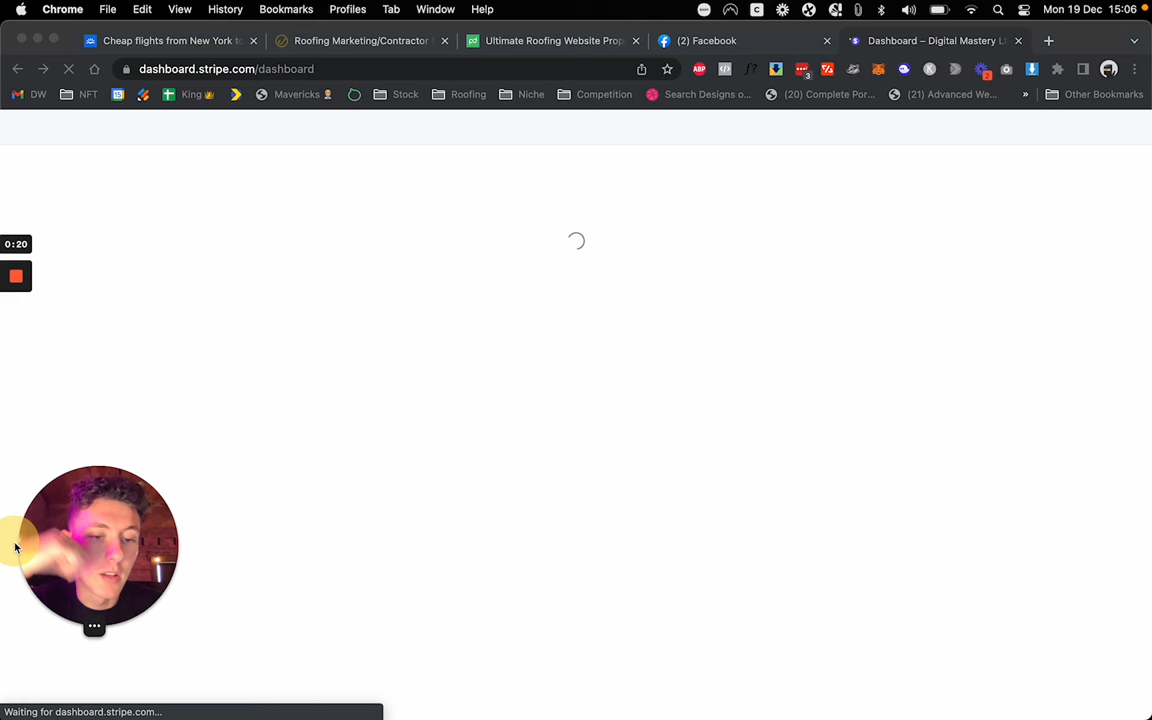 Chrome File Edit View History Bookmarks Profiles Tab Window Help Mon 19 Dec 15:06
Cheap flights from New York to Roofing Marketing/Contractor Ultimate Roofing Website Prop (2) Facebook Dashboard – Digital Mastery L
dashboard.stripe.com/dashboard
DW NFT King Mavericks Stock Roofing Niche Competition Search Designs o... (20) Complete Por... (21) Advanced We... » Other Bookmarks
0:20
Waiting for dashboard.stripe.com...